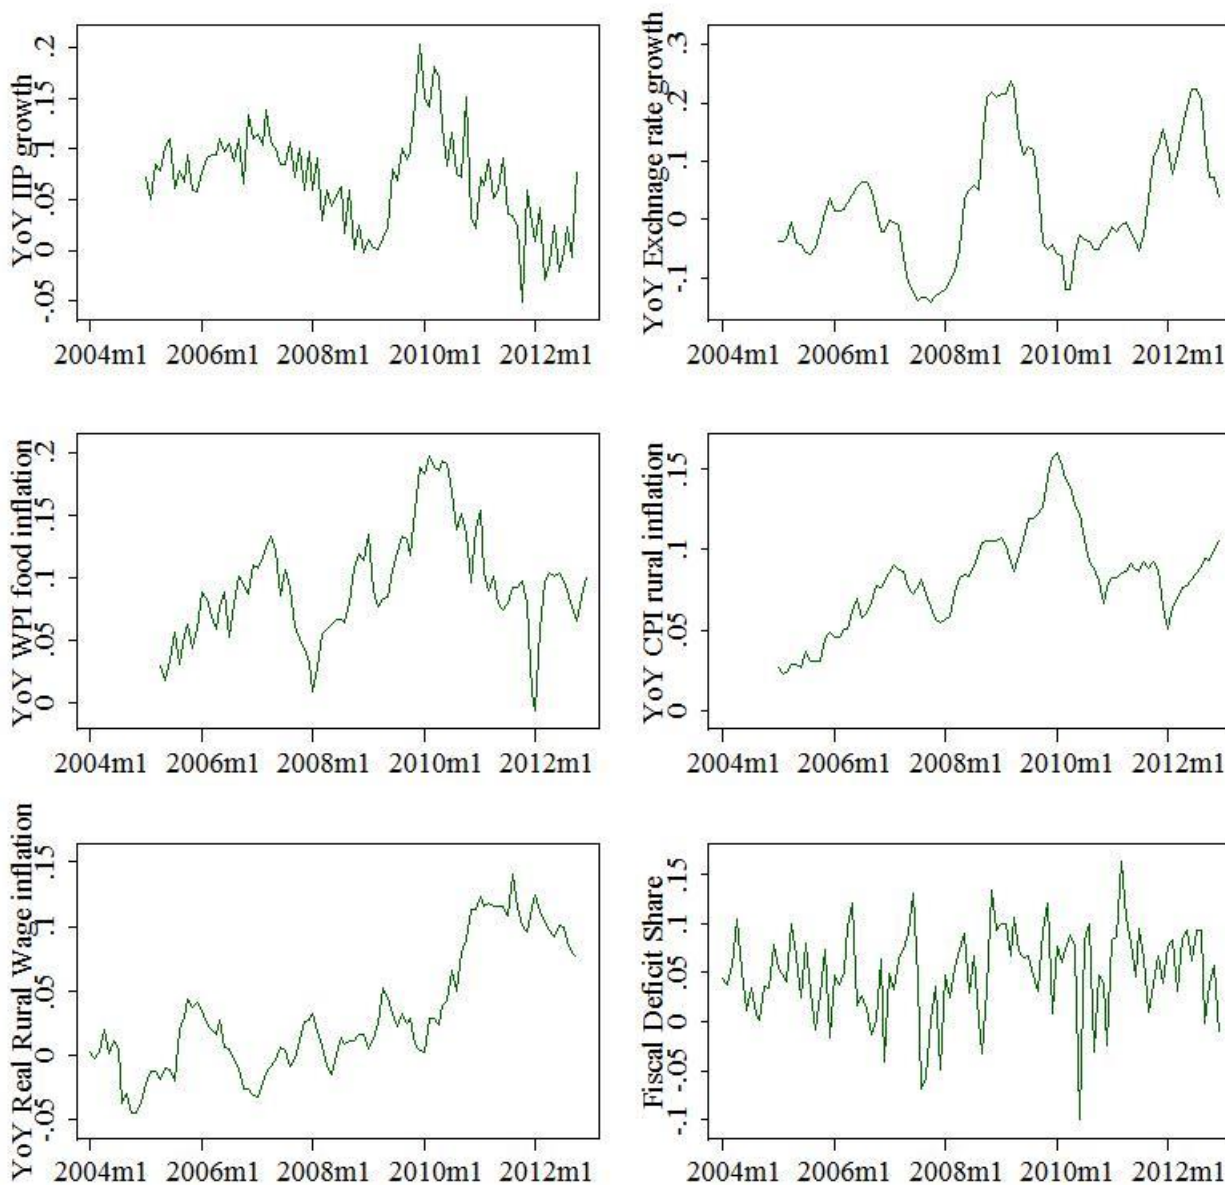 YoY IIP growth
.2
.15
.1
.05
0
-.05
2004m1 2006m1 2008m1 2010m1 2012m1
YoY Exchnage rate growth
.3
.2
.1
0
-.1
2004m1 2006m1 2008m1 2010m1 2012m1
YoY WPI food inflation
.2
.15
.1
.05
0
2004m1 2006m1 2008m1 2010m1 2012m1
YoY CPI rural inflation
.15
.1
.05
0
2004m1 2006m1 2008m1 2010m1 2012m1
YoY Real Rural Wage inflation
.15
.1
.05
0
-.05
2004m1 2006m1 2008m1 2010m1 2012m1
Fiscal Deficit Share
.15
.1
.05
0
-.05
-.1
2004m1 2006m1 2008m1 2010m1 2012m1